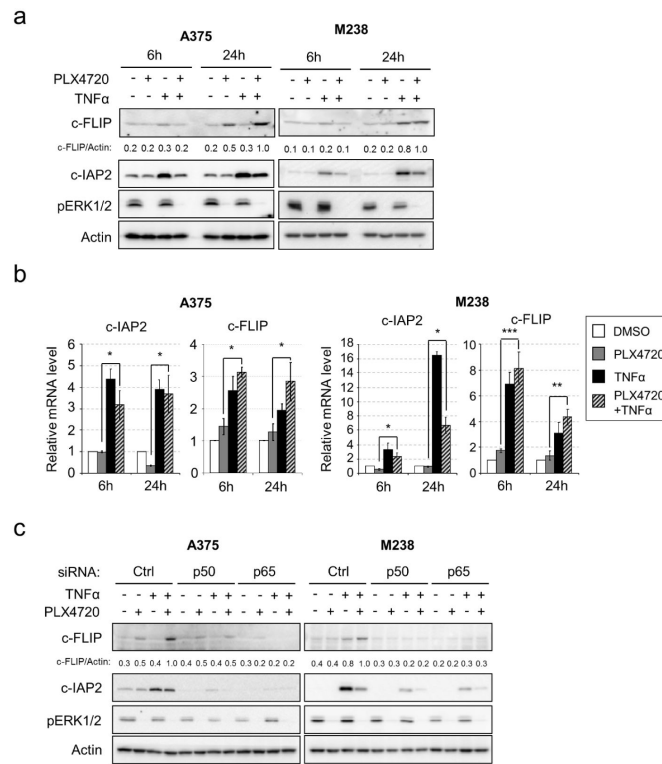 a
A375
M238
6h 24h 6h 24h
PLX4720 - + - + - + - + - + - + - + - +
TNFα - - + + - - + + - - + + - - + +
c-FLIP
c-FLIP/Actin: 0.2 0.2 0.3 0.2 0.2 0.5 0.3 1.0 0.1 0.1 0.2 0.1 0.2 0.2 0.8 1.0
c-IAP2
pERK1/2
Actin
b
A375 M238
c-IAP2 c-FLIP c-IAP2 c-FLIP
Relative mRNA level
6 5 4 3 2 1 0
* *
6h 24h
4 3 2 1 0
* *
6h 24h
Relative mRNA level
18 16 14 12 10 8 6 4 2 0
* *
6h 24h
10 8 6 4 2 0
*** **
6h 24h
DMSO
PLX4720
TNFα
PLX4720
+TNFα
c
A375 M238
siRNA: Ctrl p50 p65 Ctrl p50 p65
TNFα - - + + - - + + - - + + - - + + - - + + - - + +
PLX4720 - + - + - + - + - + - + - + - + - + - + - + - +
c-FLIP
c-FLIP/Actin: 0.3 0.5 0.4 1.0 0.4 0.5 0.4 0.5 0.3 0.2 0.2 0.2 0.4 0.4 0.8 1.0 0.3 0.3 0.2 0.2 0.2 0.2 0.3 0.3
c-IAP2
pERK1/2
Actin